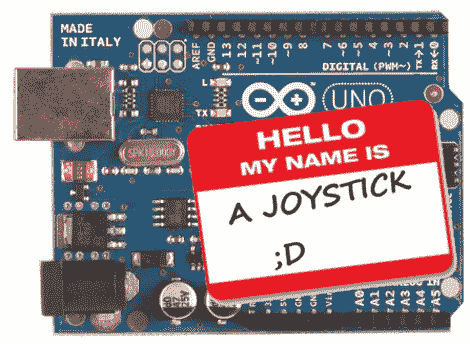 MADE
IN ITALY
AREF
GND
13
12
~11
~10
~9
8
7
~6
~5
4
~3
2
TX→1
RX←0
DIGITAL (PWM~)
L
TX
UNO
HELLO
MY NAME IS
A JOYSTICK
;D
A0
A1
A2
A3
A4
A5